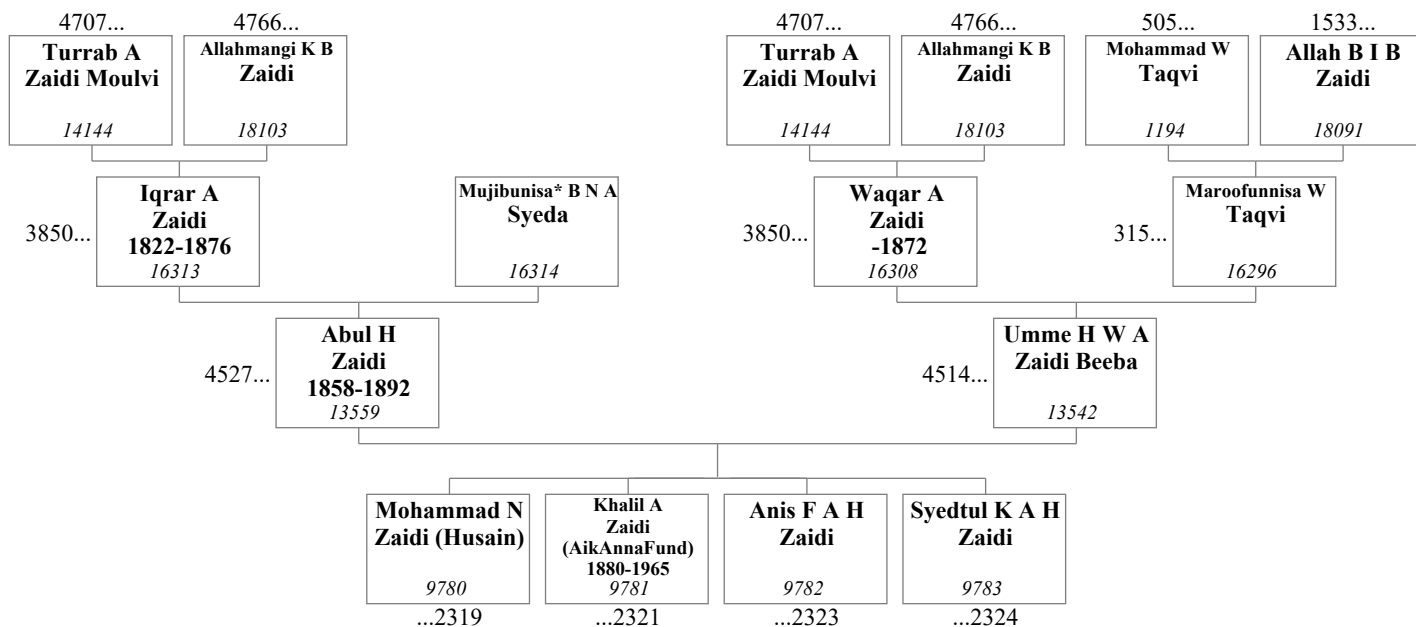 4707...
4766...
4707...
4766...
505...
1533...
Turrab A
Zaidi Moulvi
14144
Allahmangi K B
Zaidi
18103
Turrab A
Zaidi Moulvi
14144
Allahmangi K B
Zaidi
18103
Mohammad W
Taqvi
1194
Allah B I B
Zaidi
18091
3850...
Iqrar A
Zaidi
1822-1876
16313
Mujibunisa* B N A
Syeda
16314
3850...
Waqar A
Zaidi
-1872
16308
315...
Maroofunnisa W
Taqvi
16296
4527...
Abul H
Zaidi
1858-1892
13559
4514...
Umme H W A
Zaidi Beeba
13542
Mohammad N
Zaidi (Husain)
9780
Khalil A
Zaidi
(AikAnnaFund)
1880-1965
9781
Anis F A H
Zaidi
9782
Syedtul K A H
Zaidi
9783
...2319
...2321
...2323
...2324